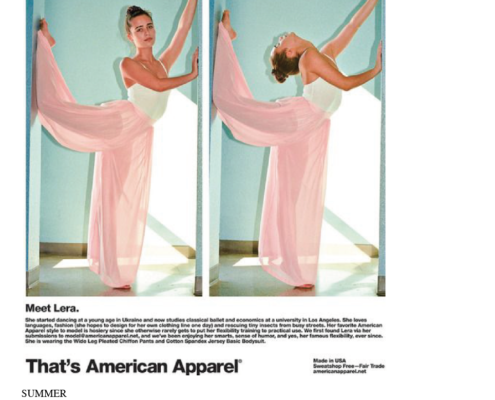 Meet Lera.
She started dancing at a young age in Ukraine and now studies classical ballet and economics at a university in Los Angeles. She loves
languages, fashion (she hopes to design for her own clothing line one day) and rescuing tiny insects from busy streets. Her favorite American
Apparel style to model is hosiery since she otherwise rarely gets to put her flexibility training to practical use. We first found Lera via her
submissions to model@americanapparel.net, and we've been enjoying her smarts, sense of humor, and yes, her famous flexibility, ever since.
She is wearing the Wide Leg Pleated Chiffon Pants and Cotton Spandex Jersey Basic Bodysuit.
That's American Apparel®
Made in USA
Sweatshop Free—Fair Trade
americanapparel.net
SUMMER